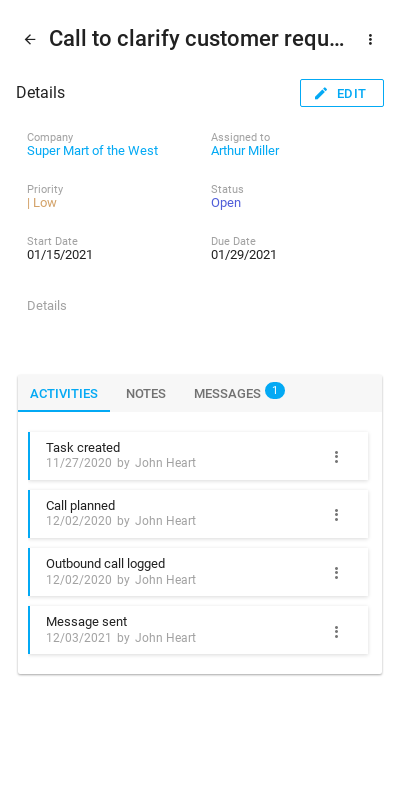 Call to clarify customer requ...
Details
EDIT
Company
Assigned to
Super Mart of the West
Arthur Miller
Priority
Status
| Low
Open
Start Date
Due Date
01/15/2021
01/29/2021
Details
ACTIVITIES
NOTES
MESSAGES
1
Task created
11/27/2020 by John Heart
Call planned
12/02/2020 by John Heart
Outbound call logged
12/02/2020 by John Heart
Message sent
12/03/2021 by John Heart